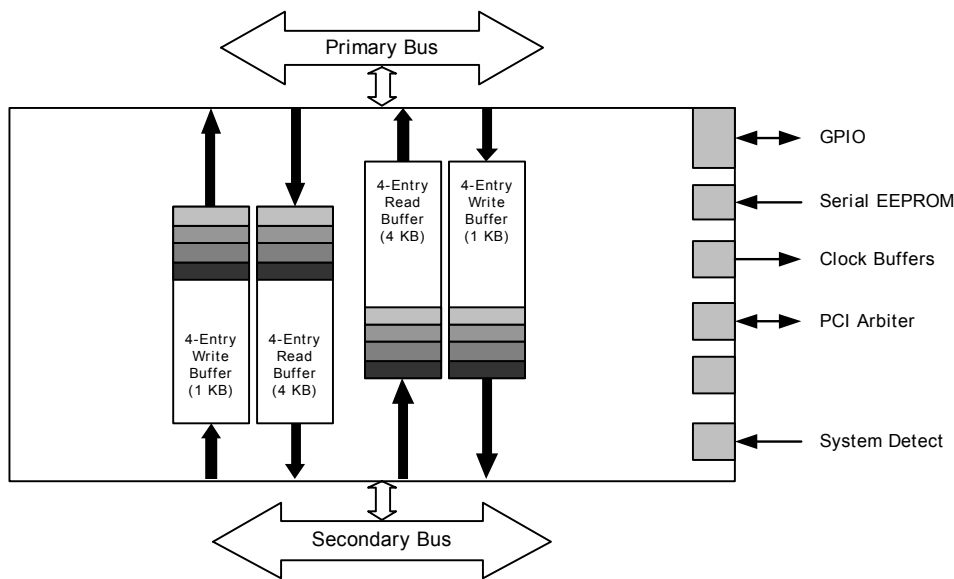 Primary Bus
4-Entry
Read
Buffer
(4 KB)
4-Entry
Write
Buffer
(1 KB)
4-Entry
Write
Buffer
(1 KB)
4-Entry
Read
Buffer
(4 KB)
GPIO
Serial EEPROM
Clock Buffers
PCI Arbiter
System Detect
Secondary Bus